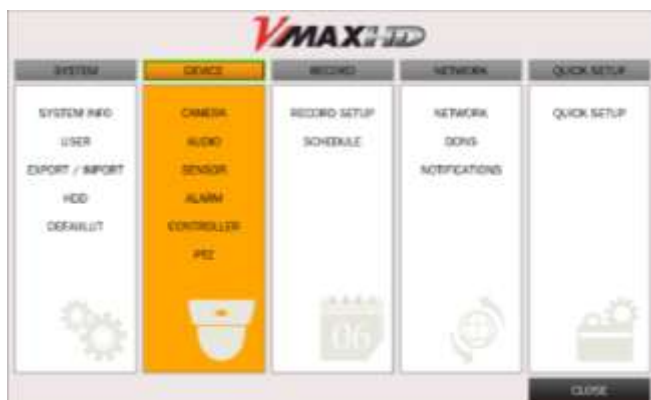 VMAXHD
SYSTEM
DEVICE
RECORD
NETWORK
QUICK SETUP
SYSTEM INFO
USER
EXPORT / IMPORT
HDD
DEFAULUT
CAMERA
AUDIO
SENSOR
ALARM
CONTROLLER
PTZ
RECORD SETUP
SCHEDULE
06
NETWORK
DDNS
NOTIFICATIONS
QUICK SETUP
CLOSE